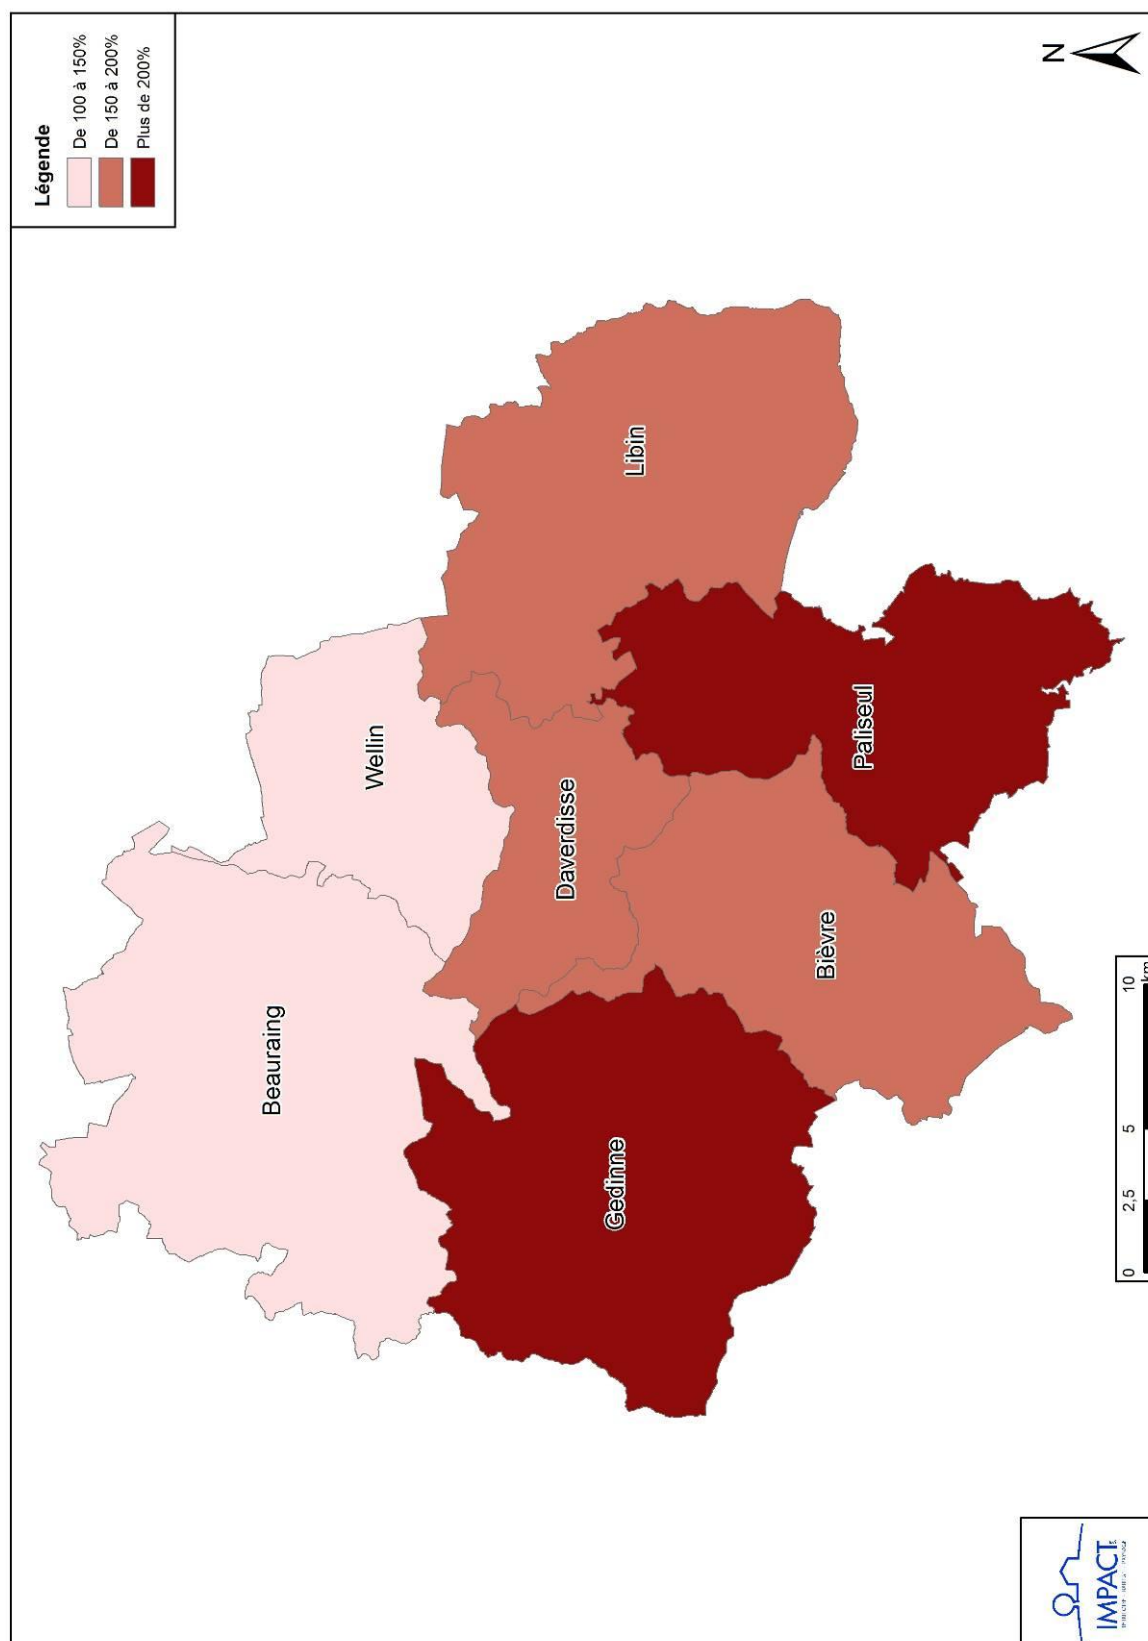 Légende
De 100 à 150%
De 150 à 200%
Plus de 200%
N
Beauraing
Wellin
Daverdisse
Libin
Gedinne
Bièvre
Paliseul
0 2,5 5 10
km
IMPACT